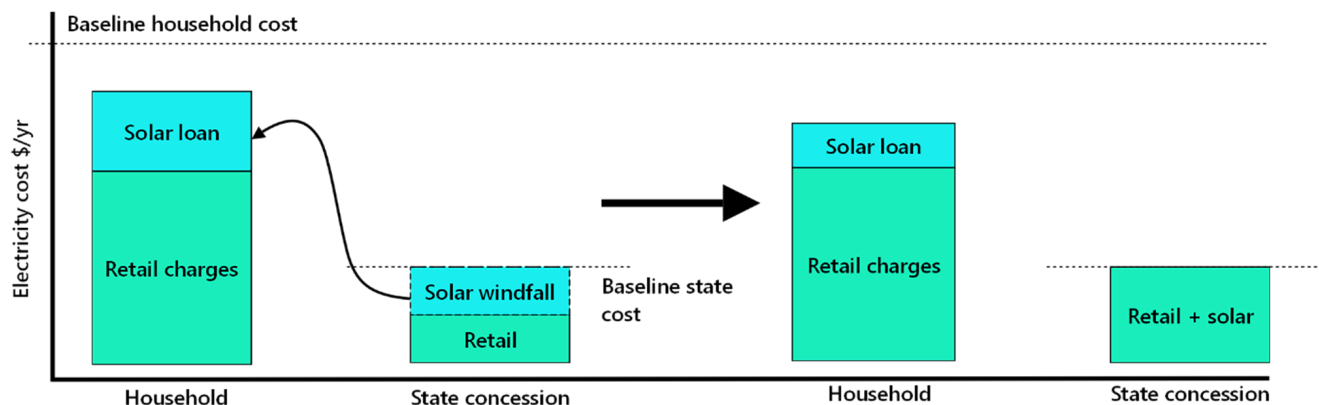 Baseline household cost
Electricity cost $/yr
Solar loan
Retail charges
Solar windfall
Retail
Baseline state
cost
Solar loan
Retail charges
Retail + solar
Household
State concession
Household
State concession